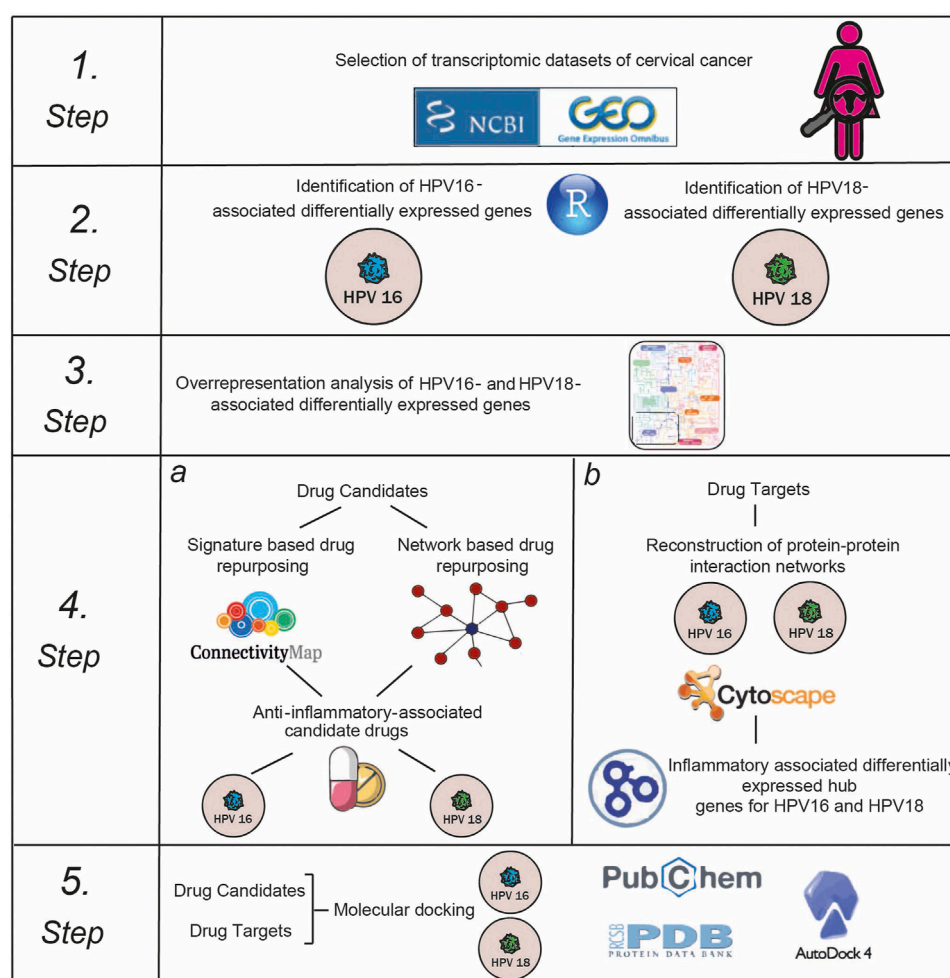 1.
Step
Selection of transcriptomic datasets of cervical cancer
NCBI
GEO
Gene Expression Omnibus
2.
Step
Identification of HPV16-
associated differentially expressed genes
R
Identification of HPV18-
associated differentially expressed genes
HPV 16
HPV 18
3.
Step
Overrepresentation analysis of HPV16- and HPV18-
associated differentially expressed genes
4.
Step
a
Drug Candidates
Signature based drug
repurposing
Network based drug
repurposing
ConnectivityMap
Anti-inflammatory-associated
candidate drugs
HPV 16
HPV 18
b
Drug Targets
Reconstruction of protein-protein
interaction networks
HPV 16
HPV 18
Cytoscape
Inflammatory associated differentially
expressed hub
genes for HPV16 and HPV18
5.
Step
Drug Candidates
Drug Targets
Molecular docking
HPV 16
HPV 18
PubChem
RCSB
PDB
PROTEIN DATA BANK
AutoDock 4